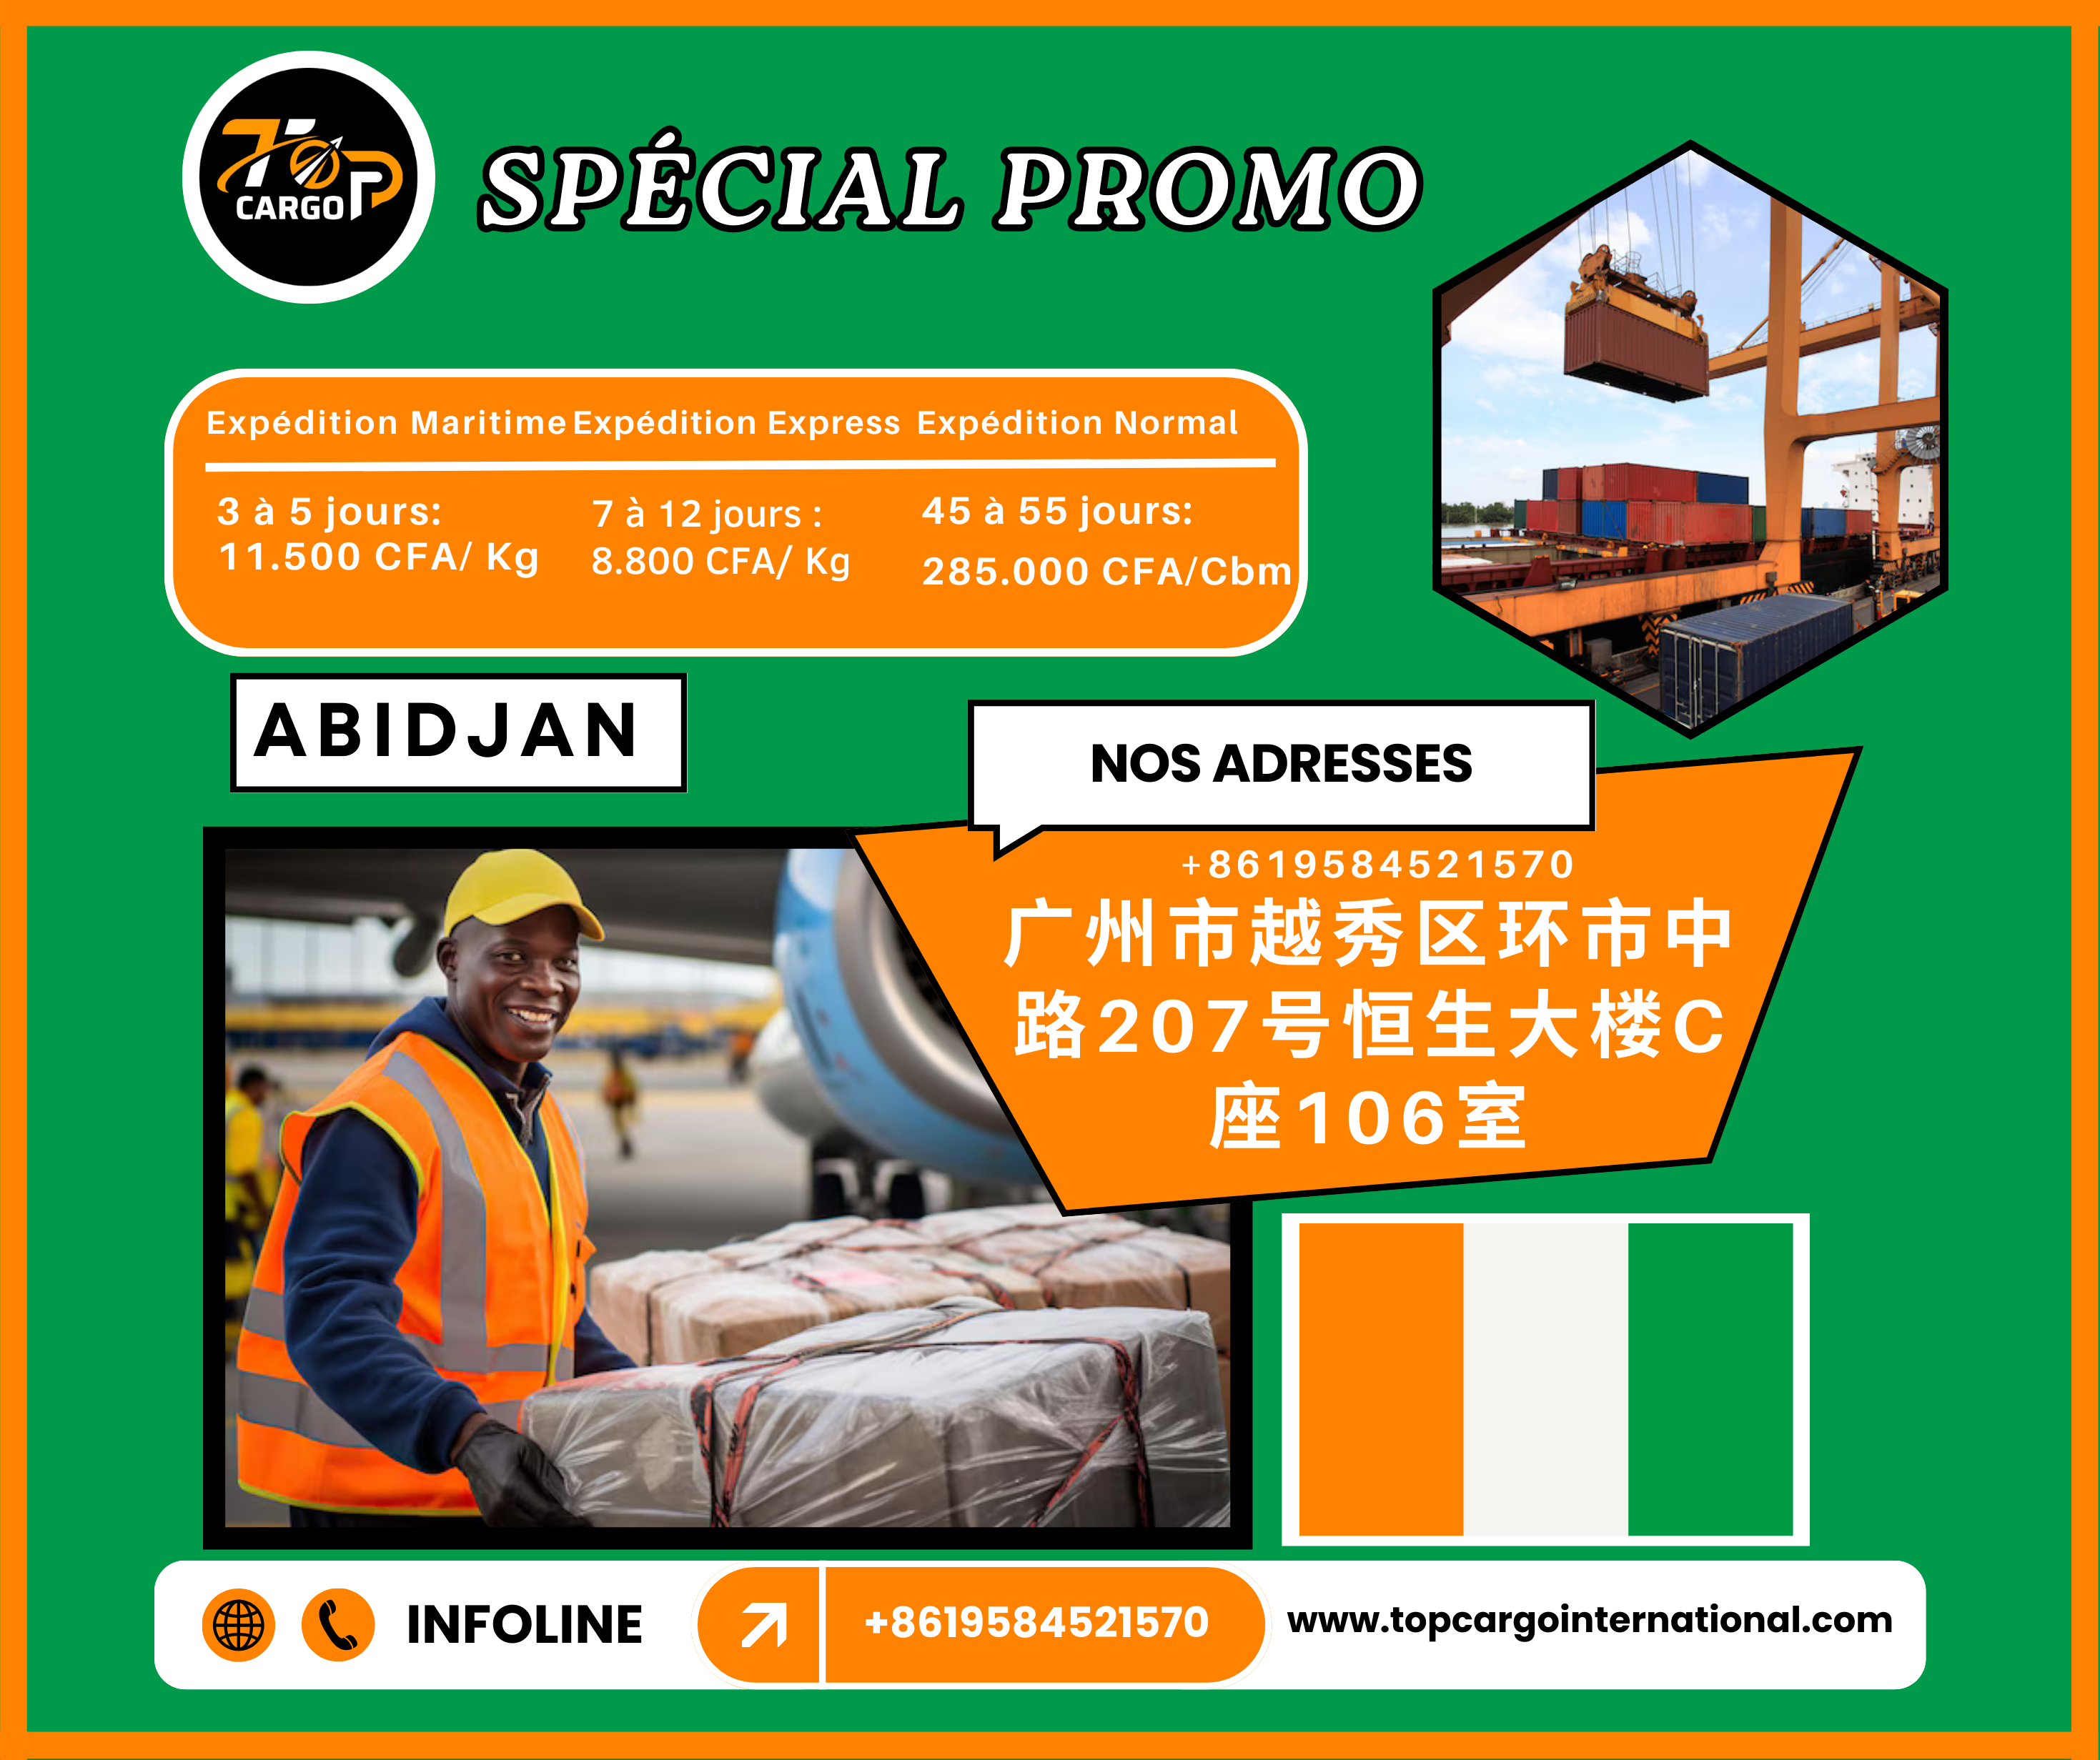 TOP
CARGO
SPÉCIAL PROMO
Expédition Maritime Expédition Express Expédition Normal
3 à 5 jours:
11.500 CFA/ Kg
7 à 12 jours :
8.800 CFA/ Kg
45 à 55 jours:
285.000 CFA/Cbm
ABIDJAN
NOS ADRESSES
+8619584521570
广州市越秀区环市中
路207号恒生大楼C
座106室
INFOLINE
+8619584521570
www.topcargointernational.com